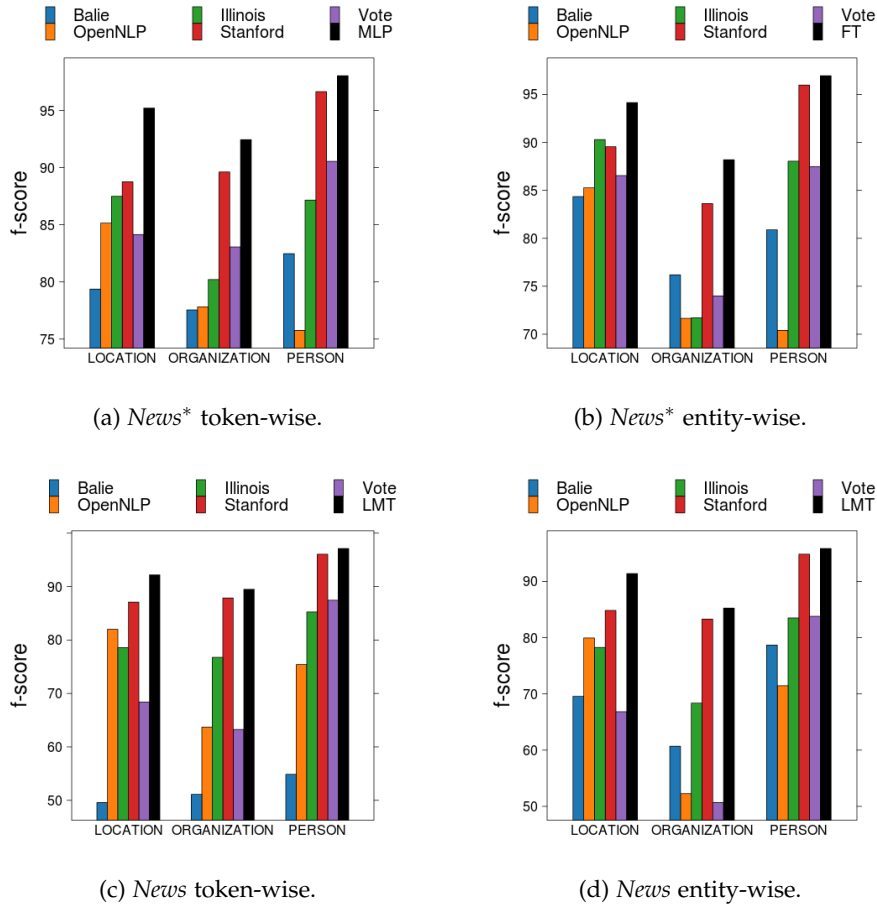 Balie Illinois Vote
OpenNLP Stanford MLP
f-score
95
90
85
80
75
LOCATION ORGANIZATION PERSON
(a) News* token-wise.
Balie Illinois Vote
OpenNLP Stanford FT
f-score
95
90
85
80
75
70
LOCATION ORGANIZATION PERSON
(b) News* entity-wise.
Balie Illinois Vote
OpenNLP Stanford LMT
f-score
90
80
70
60
50
LOCATION ORGANIZATION PERSON
(c) News token-wise.
Balie Illinois Vote
OpenNLP Stanford LMT
f-score
90
80
70
60
50
LOCATION ORGANIZATION PERSON
(d) News entity-wise.